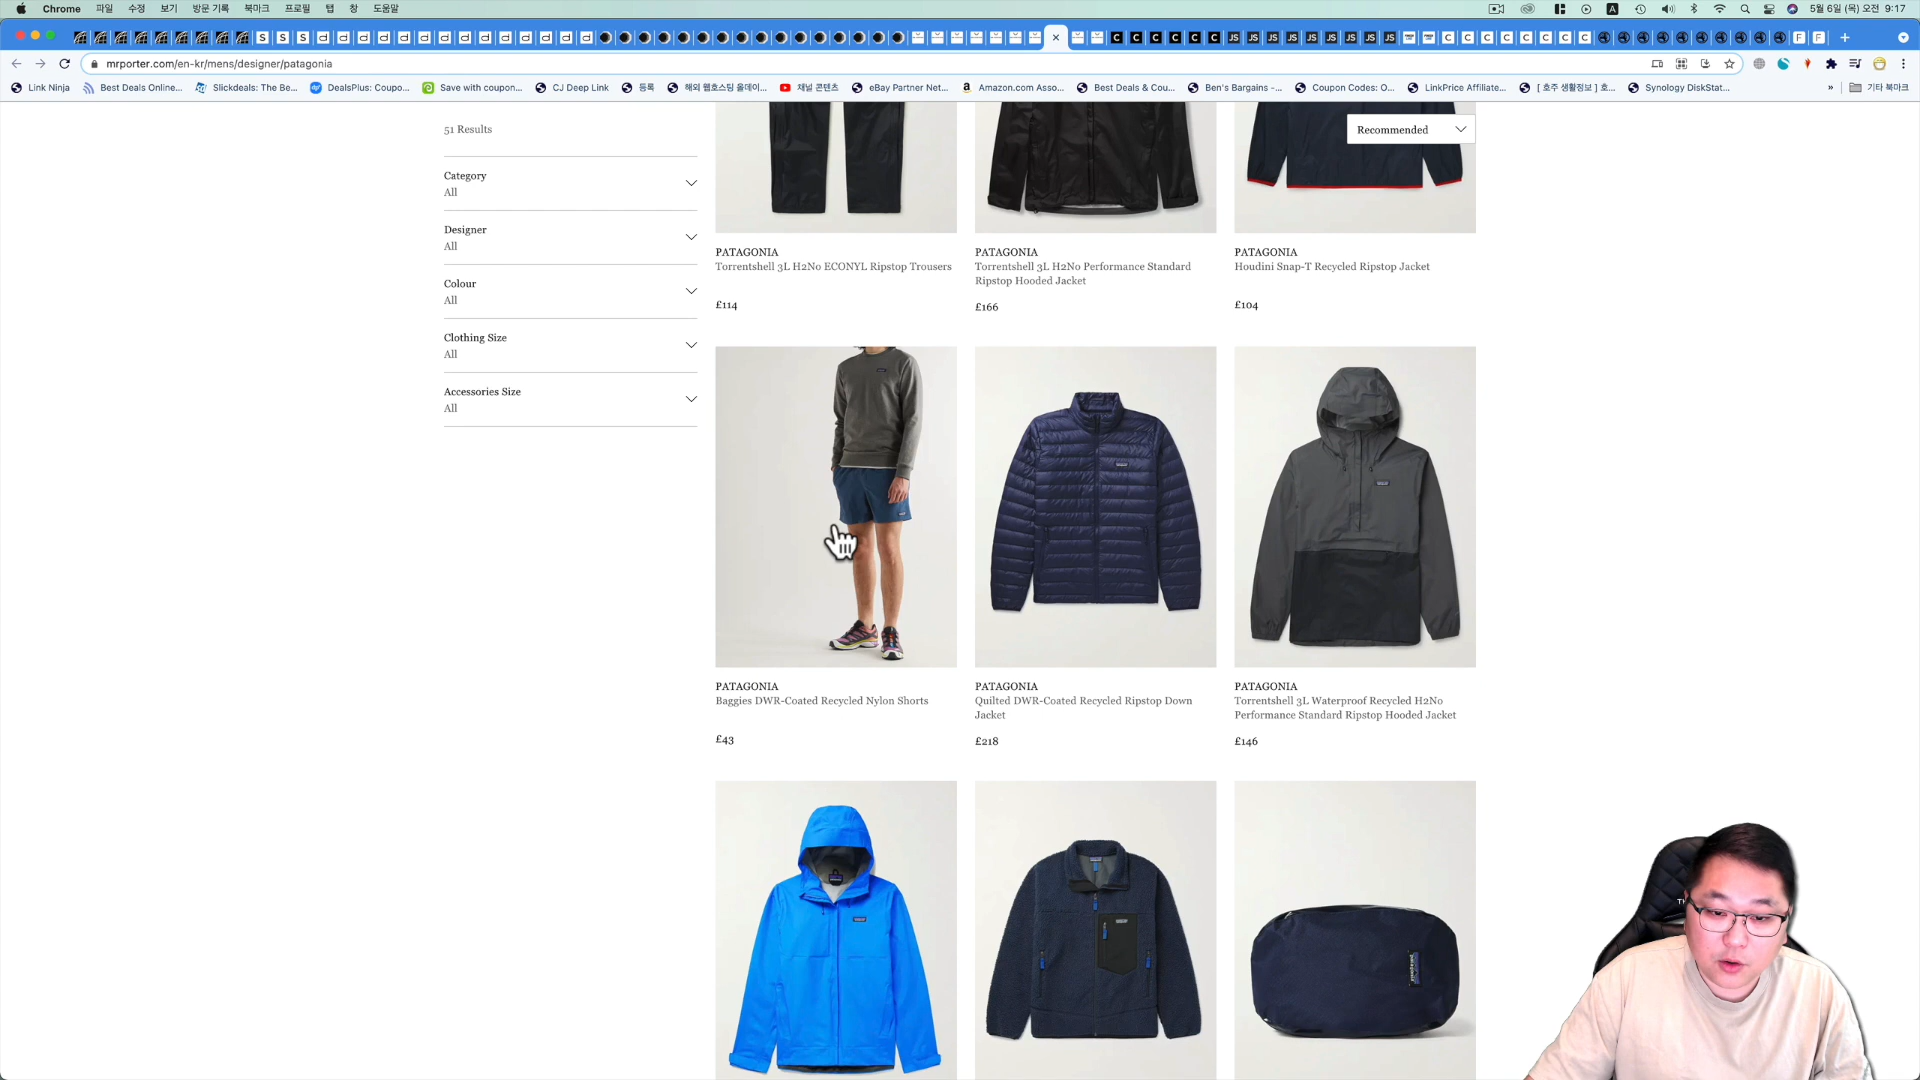 Chrome 파일 수정 보기 방문 기록 북마크 프로필 탭 창 도움말 5월 6일 (목) 오전 9:17
mrporter.com/en-kr/mens/designer/patagonia
Link Ninja Best Deals Online... Slickdeals: The Be... DealsPlus: Coupo... Save with coupon... CJ Deep Link 등록 해외 웹호스팅 올데이... 채널 콘텐츠 eBay Partner Net... Amazon.com Asso... Best Deals & Cou... Ben's Bargains -... Coupon Codes: O... LinkPrice Affiliate... [ 호주 생활정보 ] 호... Synology DiskStat... » 기타 북마크
51 Results
Recommended
Category
All
Designer
All
Colour
All
Clothing Size
All
Accessories Size
All
PATAGONIA
Torrentshell 3L H2No ECONYL Ripstop Trousers
£114
PATAGONIA
Torrentshell 3L H2No Performance Standard
Ripstop Hooded Jacket
£166
PATAGONIA
Houdini Snap-T Recycled Ripstop Jacket
£104
PATAGONIA
Baggies DWR-Coated Recycled Nylon Shorts
£43
PATAGONIA
Quilted DWR-Coated Recycled Ripstop Down
Jacket
£218
PATAGONIA
Torrentshell 3L Waterproof Recycled H2No
Performance Standard Ripstop Hooded Jacket
£146